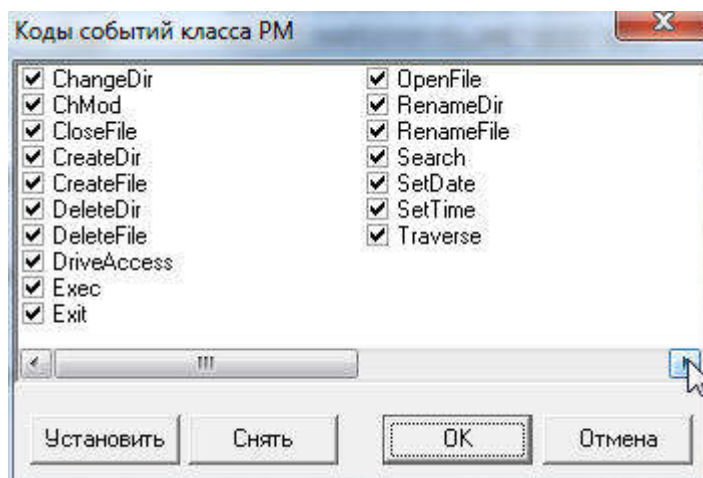 Коды событий класса РМ
ChangeDir
ChMod
CloseFile
CreateDir
CreateFile
DeleteDir
DeleteFile
DriveAccess
Exec
Exit
OpenFile
RenameDir
RenameFile
Search
SetDate
SetTime
Traverse
Установить
Снять
OK
Отмена